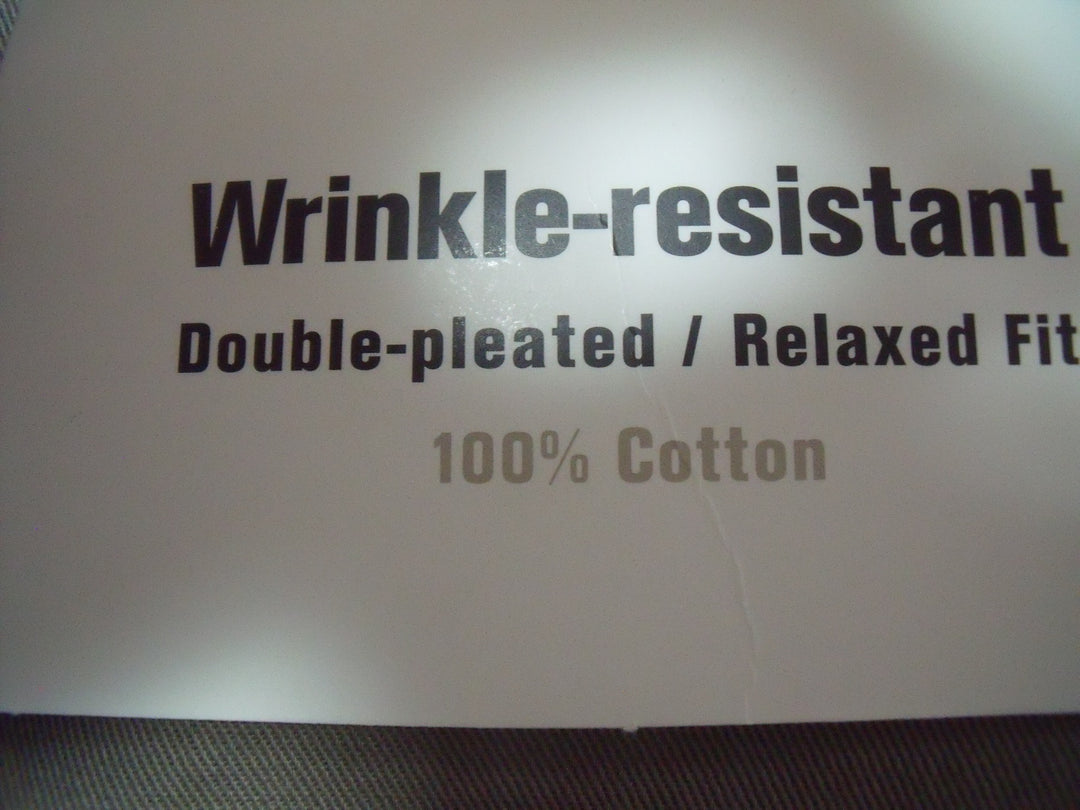 Wrinkle-resistant
Double-pleated / Relaxed Fit
100% Cotton